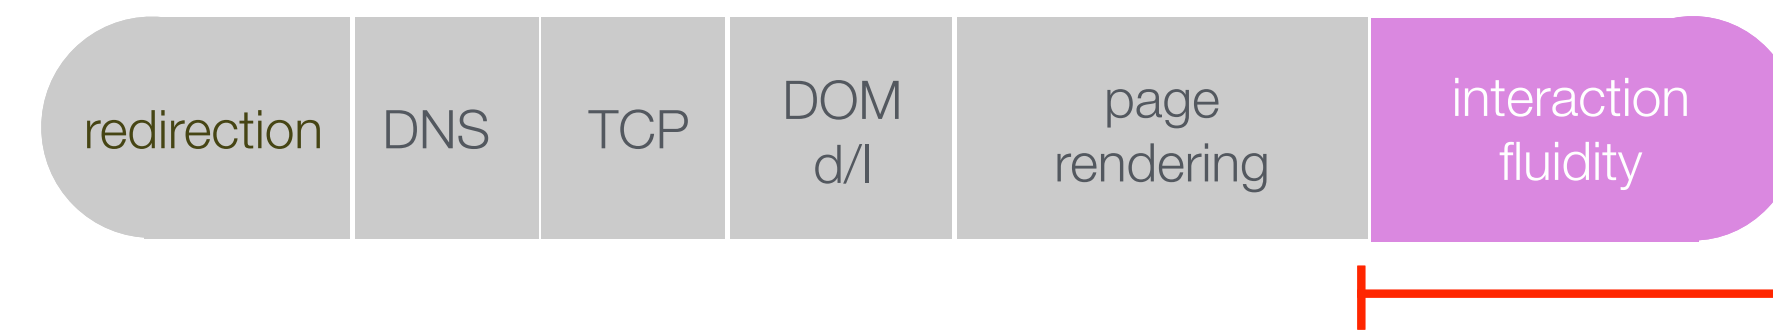 redirection
DNS
TCP
DOM
d/l
page
rendering
interaction
fluidity